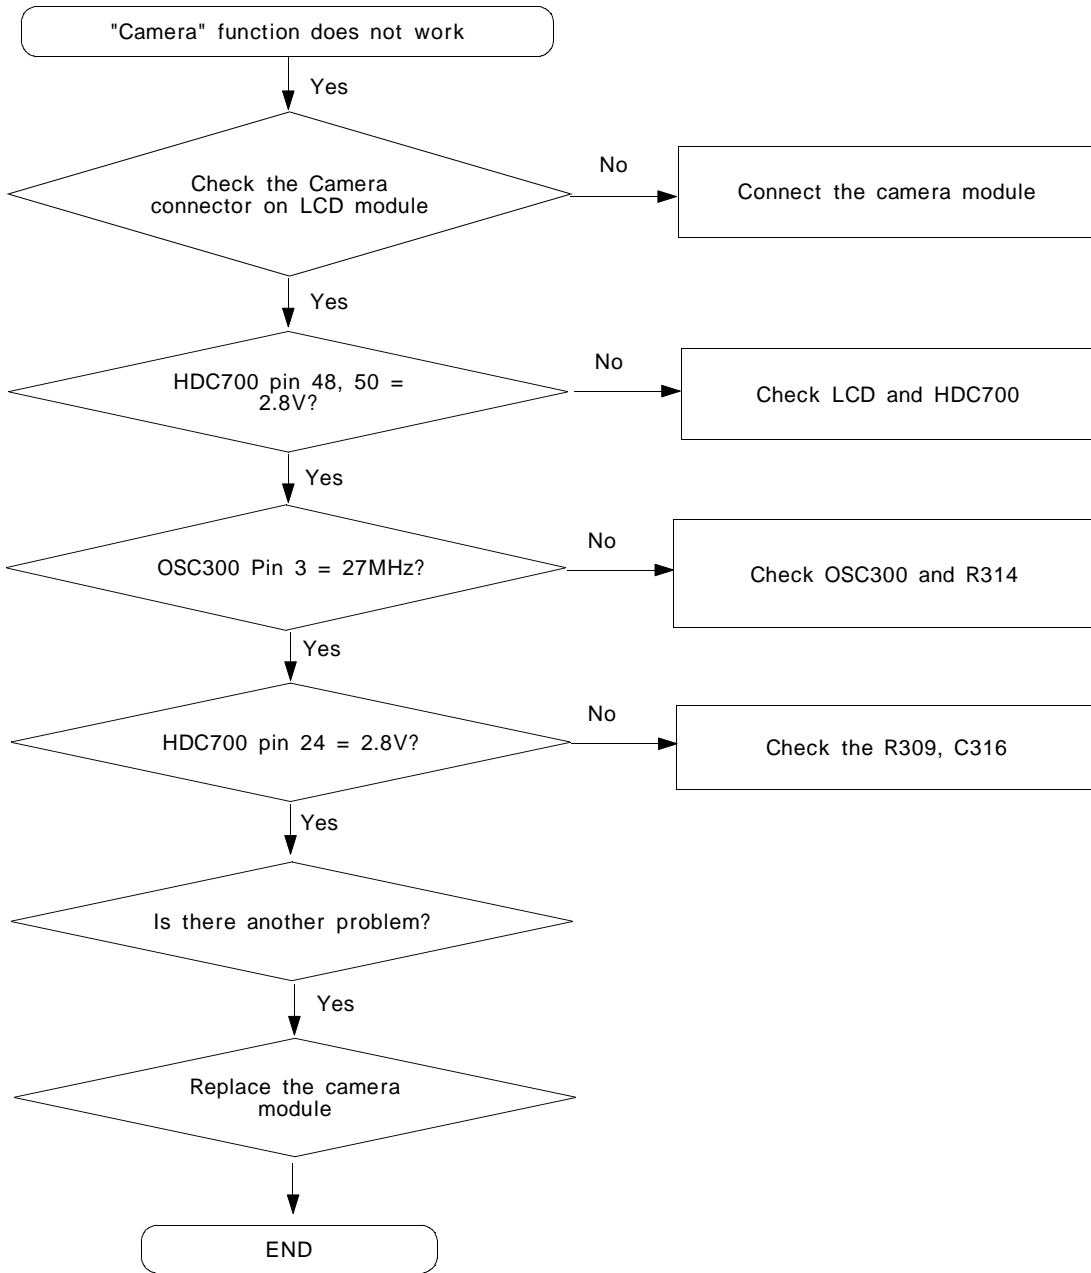 "Camera" function does not work
Yes
Check the Camera
connector on LCD module
No
Connect the camera module
Yes
HDC700 pin 48, 50 =
2.8V?
No
Check LCD and HDC700
Yes
OSC300 Pin 3 = 27MHz?
No
Check OSC300 and R314
Yes
HDC700 pin 24 = 2.8V?
No
Check the R309, C316
Yes
Is there another problem?
Yes
Replace the camera
module
END